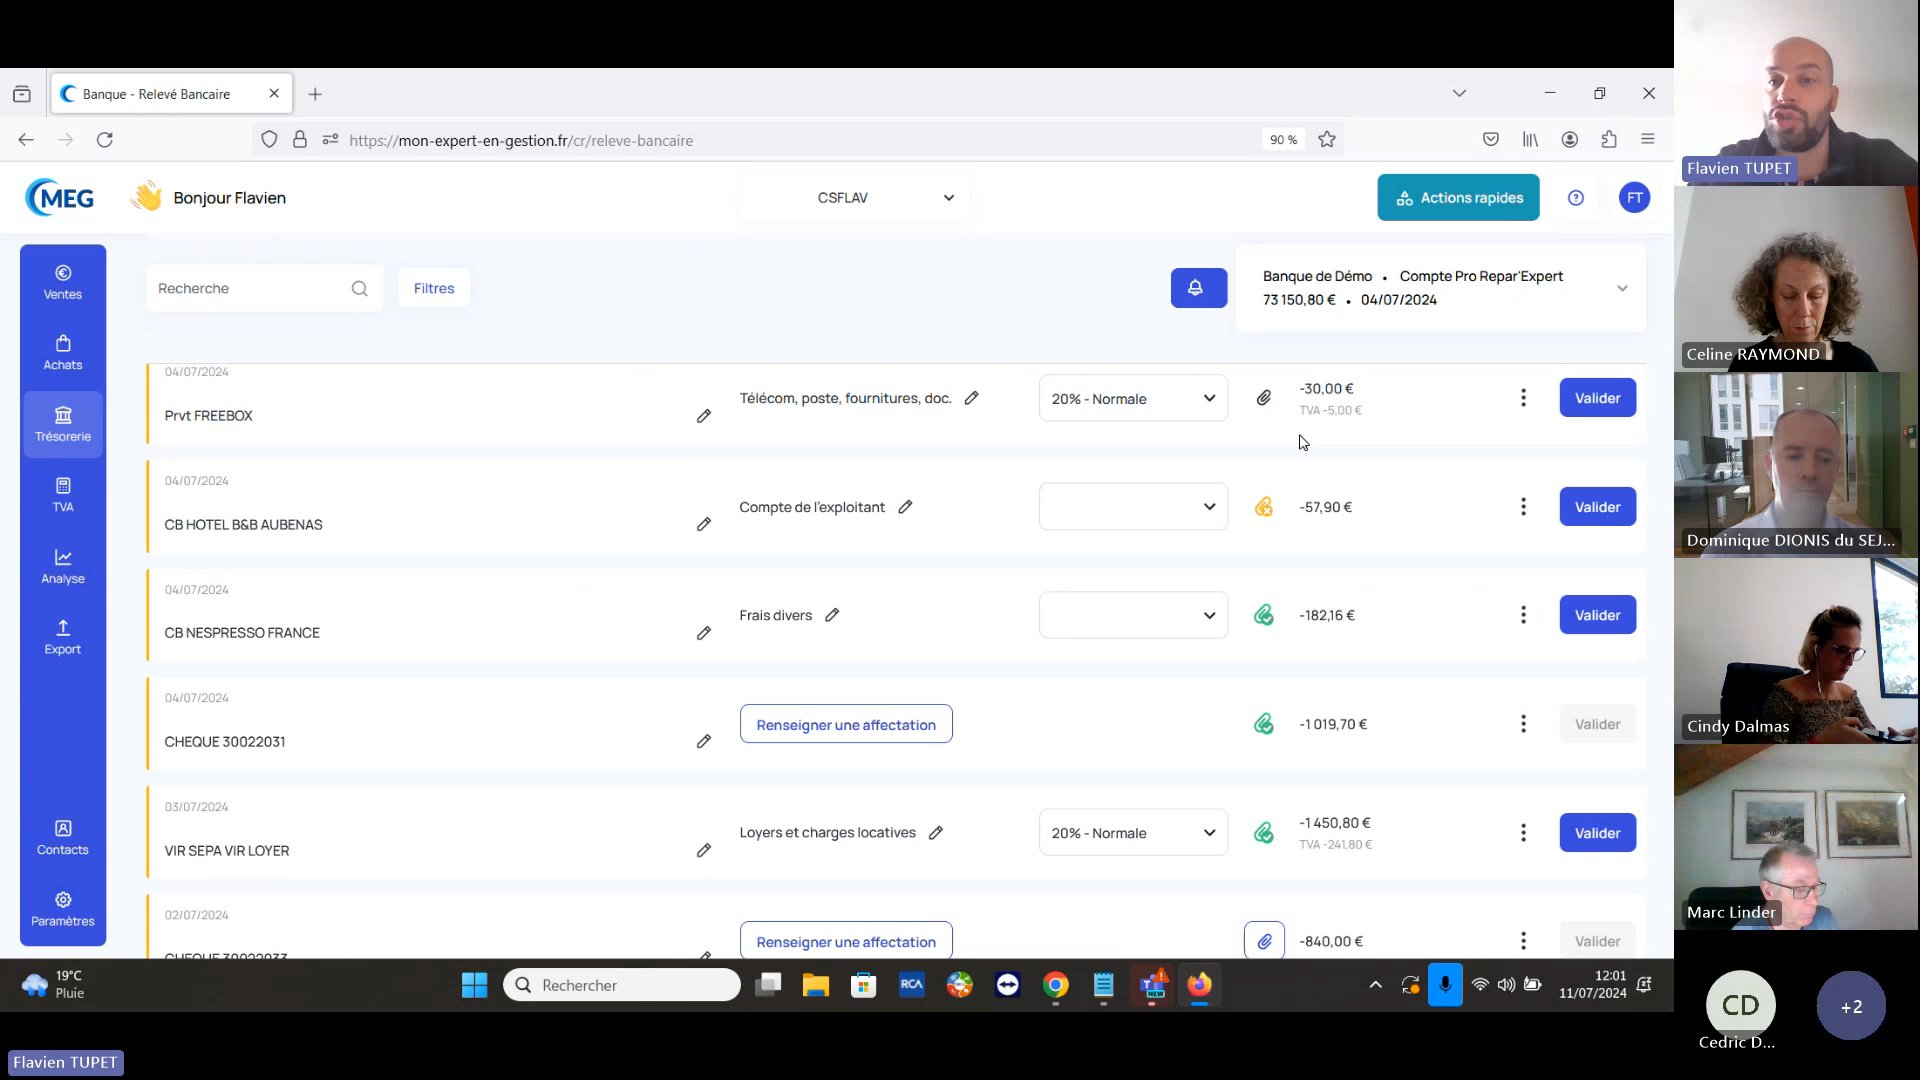 Banque - Relevé Bancaire
https://mon-expert-en-gestion.fr/cr/releve-bancaire
90 %
MEG
Bonjour Flavien
CSFLAV
Actions rapides
FT
Ventes
Achats
Trésorerie
TVA
Analyse
Export
Contacts
Paramètres
Recherche
Filtres
Banque de Démo • Compte Pro Repar'Expert
73 150,80 € • 04/07/2024
04/07/2024
Prvt FREEBOX
Télécom, poste, fournitures, doc.
20% - Normale
-30,00 €
TVA -5,00 €
Valider
04/07/2024
CB HOTEL B&B AUBENAS
Compte de l'exploitant
-57,90 €
Valider
04/07/2024
CB NESPRESSO FRANCE
Frais divers
-182,16 €
Valider
04/07/2024
CHEQUE 30022031
Renseigner une affectation
-1 019,70 €
Valider
03/07/2024
VIR SEPA VIR LOYER
Loyers et charges locatives
20% - Normale
-1 450,80 €
TVA -241,80 €
Valider
02/07/2024
CHEQUE 30022033
Renseigner une affectation
-840,00 €
Valider
19°C
Pluie
Rechercher
RCA
NEW
12:01
11/07/2024
Flavien TUPET
Flavien TUPET
Celine RAYMOND
Dominique DIONIS du SEJ...
Cindy Dalmas
Marc Linder
CD
Cedric D...
+2